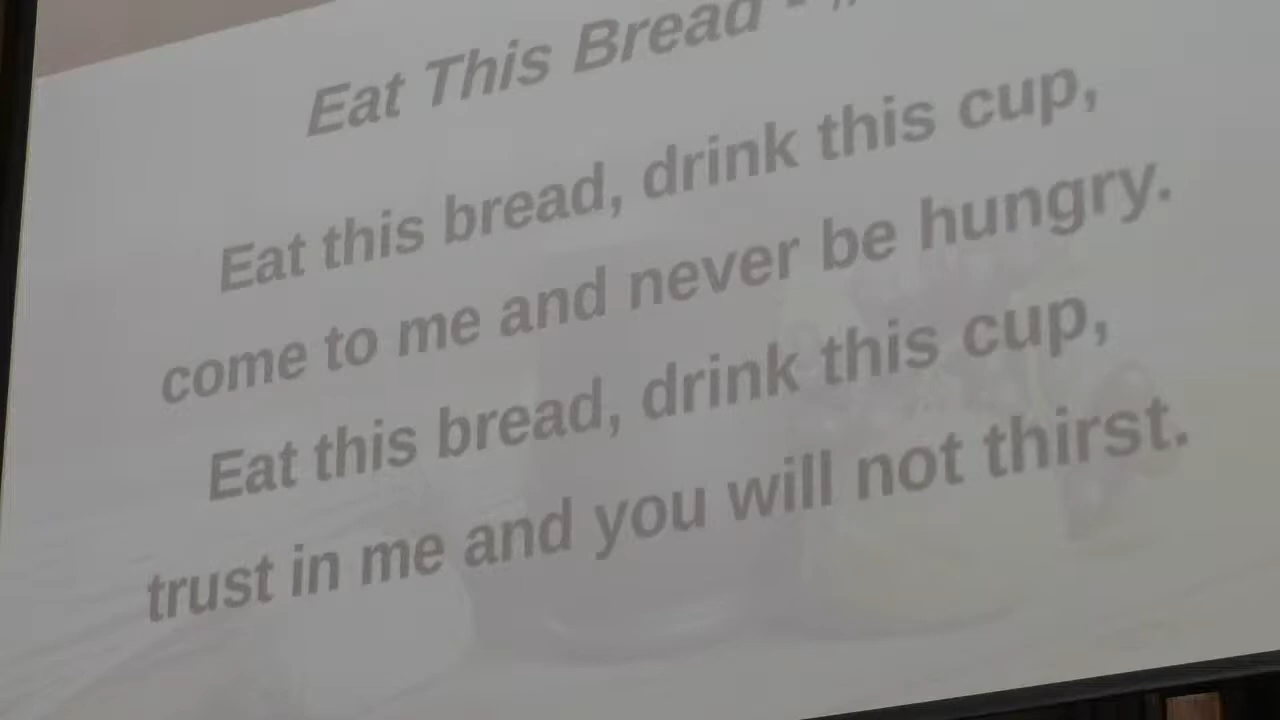 Eat This Bread -
Eat this bread, drink this cup,
come to me and never be hungry.
Eat this bread, drink this cup,
trust in me and you will not thirst.